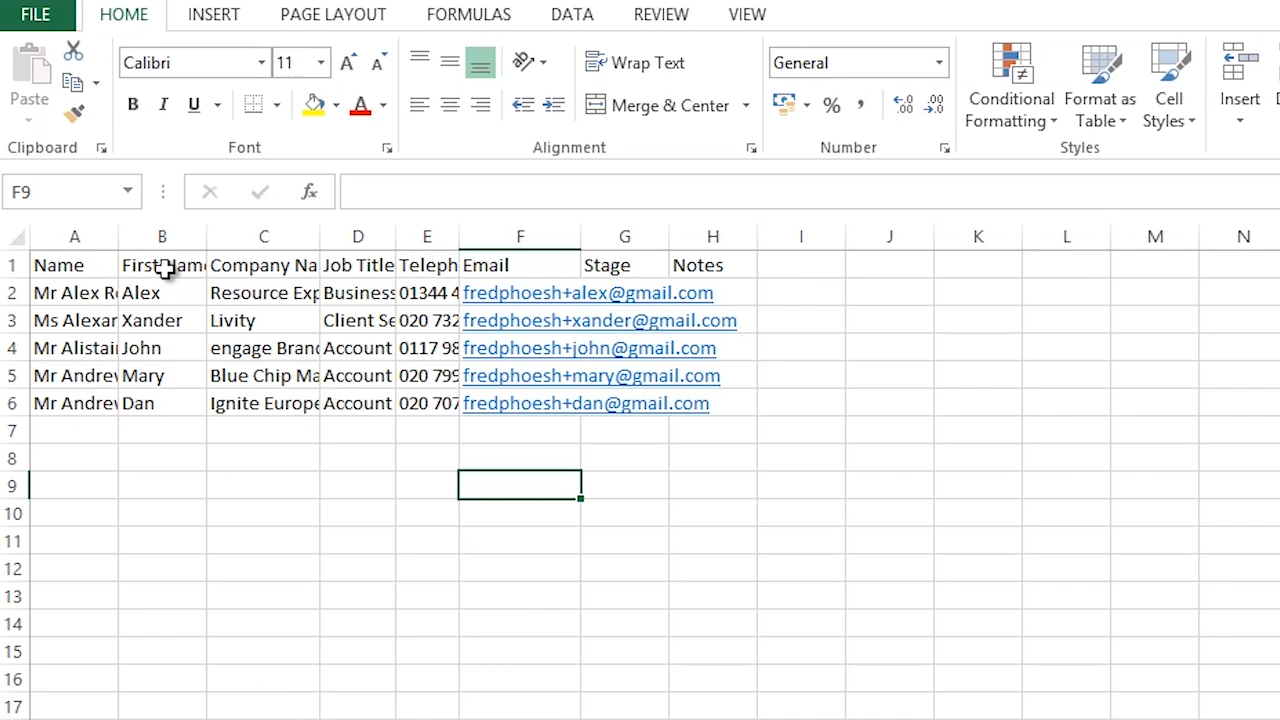 FILE HOME INSERT PAGE LAYOUT FORMULAS DATA REVIEW VIEW
Calibri 11 A A Wrap Text General
Paste B I U A Merge & Center % , Conditional Formatting Format as Table Cell Styles Insert
Clipboard Font Alignment Number Styles
F9 fx
A B C D E F G H I J K L M N
1 Name First Name Company Na Job Title Teleph Email Stage Notes
2 Mr Alex R Alex Resource Exp Business 01344 4 fredphoesh+alex@gmail.com
3 Ms Alexar Xander Livity Client Se 020 732 fredphoesh+xander@gmail.com
4 Mr Alistair John engage Bran Account 0117 98 fredphoesh+john@gmail.com
5 Mr Andrew Mary Blue Chip Ma Account 020 799 fredphoesh+mary@gmail.com
6 Mr Andrew Dan Ignite Europe Account 020 707 fredphoesh+dan@gmail.com
7
8
9
10
11
12
13
14
15
16
17